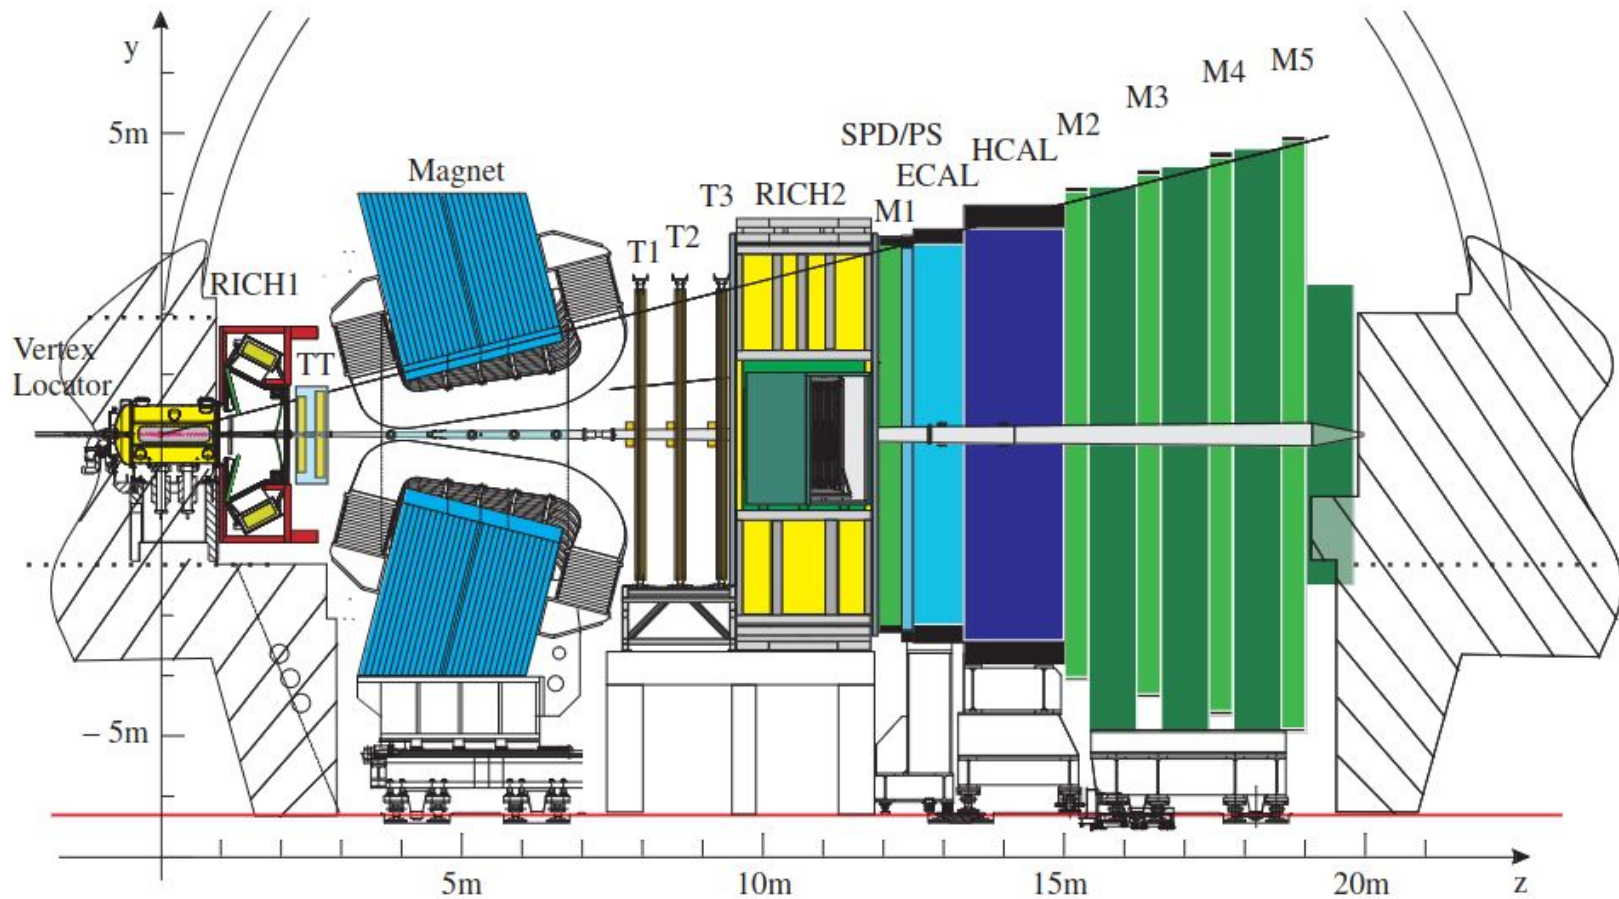 y
5m
Vertex
Locator
RICH1
TT
Magnet
T1
T2
T3
RICH2
M1
SPD/PS
ECAL
HCAL
M2
M3
M4
M5
– 5m
5m
10m
15m
20m
z